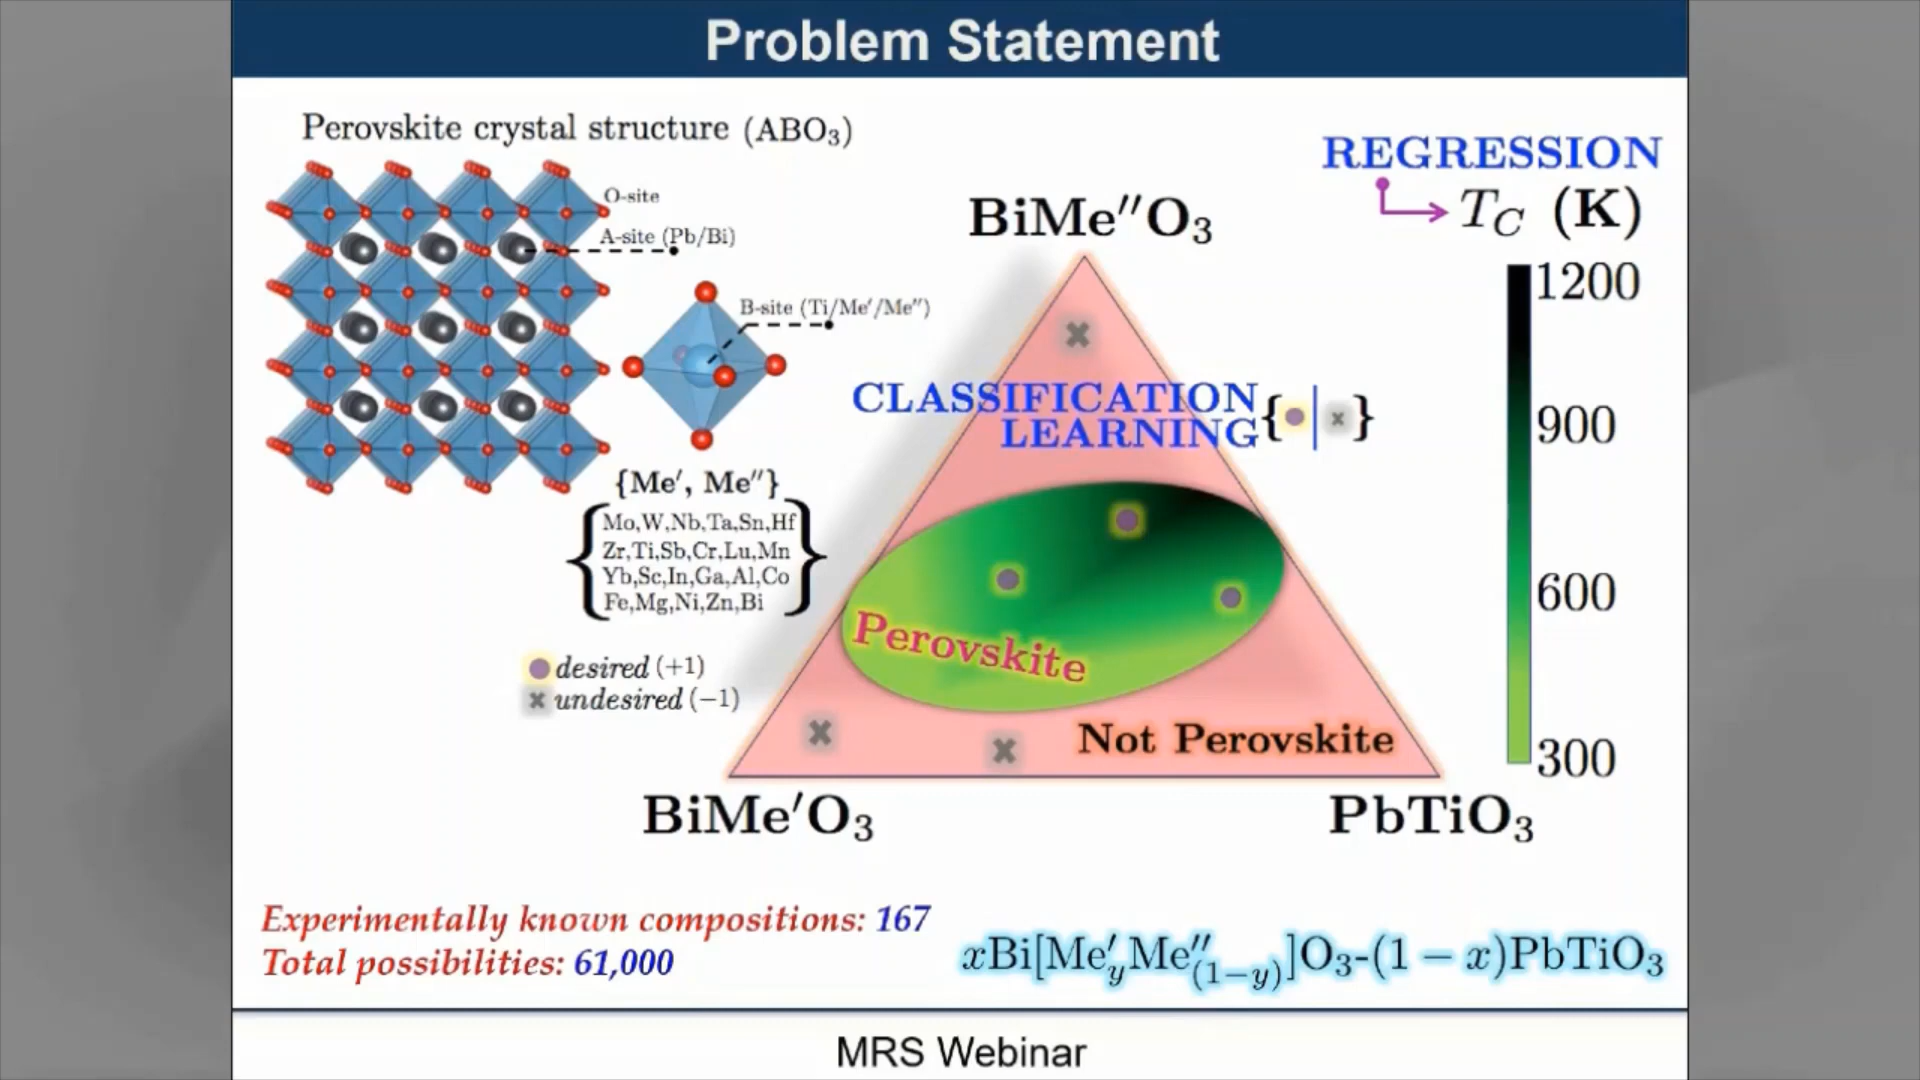 Problem Statement
Perovskite crystal structure (ABO₃)
O-site
A-site (Pb/Bi)
B-site (Ti/Me′/Me″)
{Me′, Me″}
Mo,W,Nb,Ta,Sn,Hf
Zr,Ti,Sb,Cr,Lu,Mn
Yb,Sc,In,Ga,Al,Co
Fe,Mg,Ni,Zn,Bi
desired (+1)
undesired (−1)
BiMe″O₃
CLASSIFICATION
LEARNING
Perovskite
Not Perovskite
BiMe′O₃
PbTiO₃
REGRESSION
T_C (K)
1200
900
600
300
Experimentally known compositions: 167
Total possibilities: 61,000
xBi[Me′_yMe″_(1−y)]O₃-(1 − x)PbTiO₃
MRS Webinar